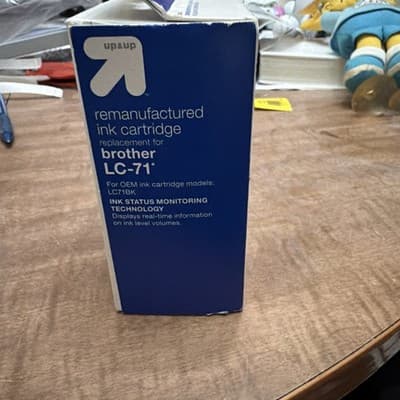 up&up
remanufactured
ink cartridge
replacement for
brother
LC-71*
For OEM ink cartridge models:
LC71BK
INK STATUS MONITORING
TECHNOLOGY
Displays real-time information
on ink level volumes.